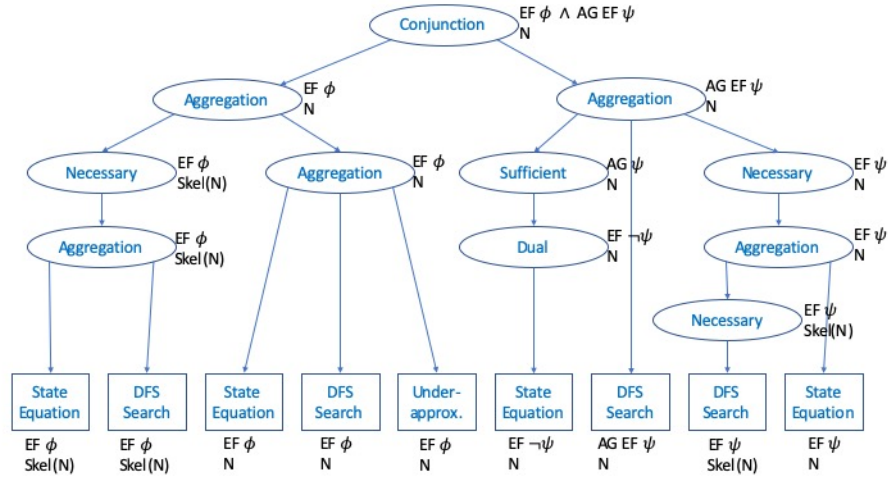 Conjunction
EF ϕ ∧ AG EF ψ
N
Aggregation
EF ϕ
N
Aggregation
AG EF ψ
N
Necessary
EF ϕ
Skel(N)
Aggregation
EF ϕ
N
Sufficient
AG ψ
N
Necessary
EF ψ
N
Aggregation
EF ϕ
Skel(N)
Dual
EF ¬ψ
N
Aggregation
EF ψ
N
Necessary
EF ψ
Skel(N)
State
Equation
EF ϕ
Skel(N)
DFS
Search
EF ϕ
Skel(N)
State
Equation
EF ϕ
N
DFS
Search
EF ϕ
N
Under-
approx.
EF ϕ
N
State
Equation
EF ¬ψ
N
DFS
Search
AG EF ψ
N
DFS
Search
EF ψ
Skel(N)
State
Equation
EF ψ
N